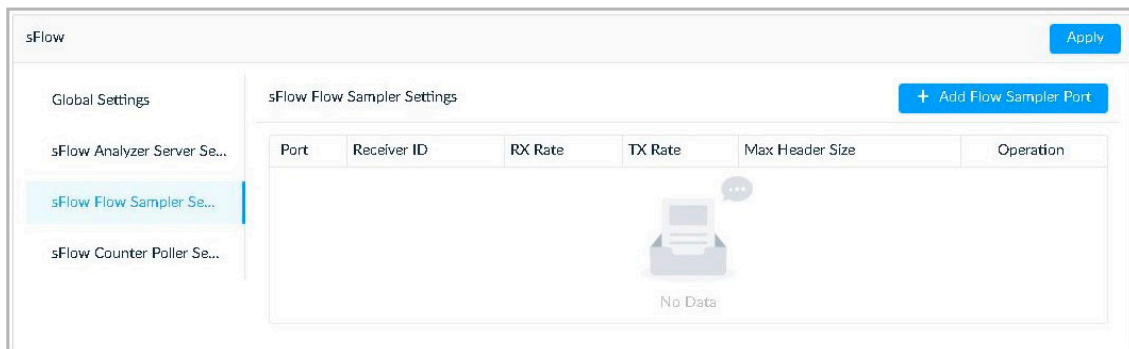 sFlow
Apply
Global Settings
sFlow Analyzer Server Se...
sFlow Flow Sampler Se...
sFlow Counter Poller Se...
sFlow Flow Sampler Settings
+ Add Flow Sampler Port
Port Receiver ID RX Rate TX Rate Max Header Size Operation
No Data